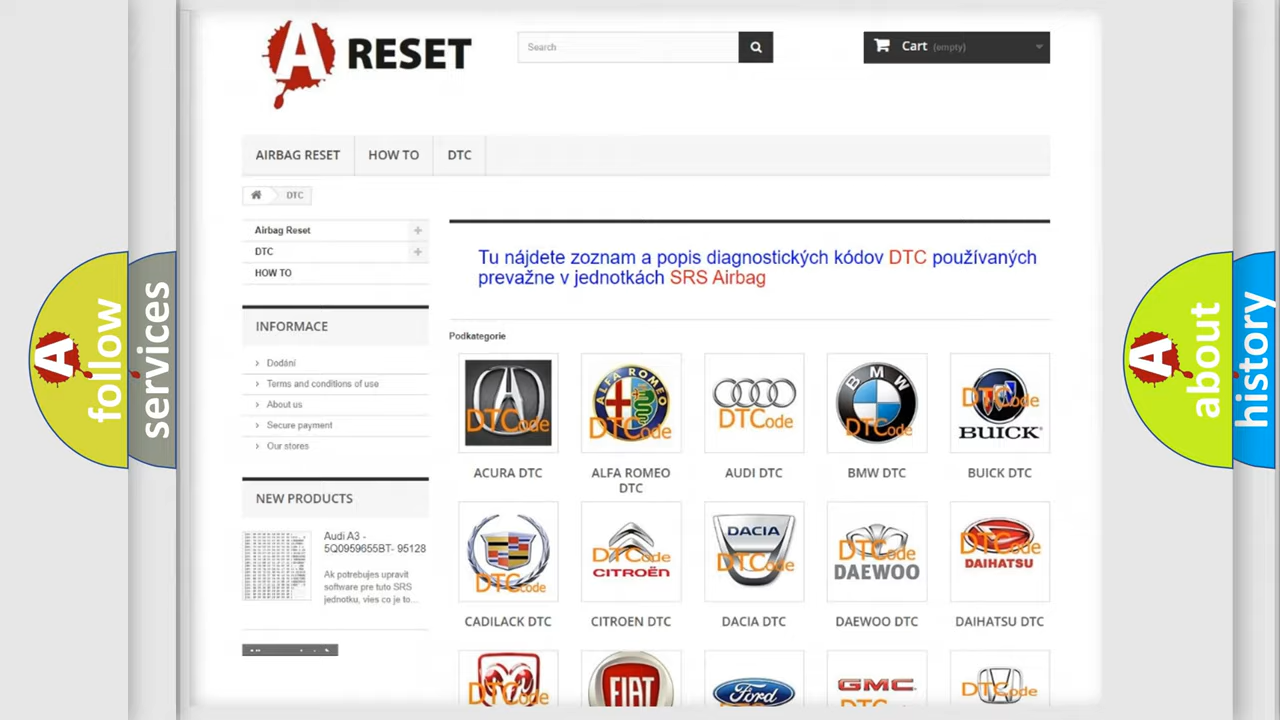 A RESET
Search
Cart (empty)
AIRBAG RESET
HOW TO
DTC
DTC
Airbag Reset
DTC
HOW TO
INFORMACE
Dodání
Terms and conditions of use
About us
Secure payment
Our stores
NEW PRODUCTS
Audi A3 -
5Q0959655BT- 95128
Ak potrebujes upravit
software pre tuto SRS
jednotku, vies co je to...
Tu nájdete zoznam a popis diagnostických kódov DTC používaných
prevažne v jednotkách SRS Airbag
Podkategorie
DTCode
ALFA ROMEO
DTCode
DTCode
BMW
DTCode
DTCode
BUICK
ACURA DTC
ALFA ROMEO
DTC
AUDI DTC
BMW DTC
BUICK DTC
DTCode
DTCode
CITROËN
DACIA
DTCode
DTCode
DAEWOO
DTCode
DAIHATSU
CADILACK DTC
CITROEN DTC
DACIA DTC
DAEWOO DTC
DAIHATSU DTC
DTCode
FIAT
Ford
GMC
DTCode
A follow
services
A about
history